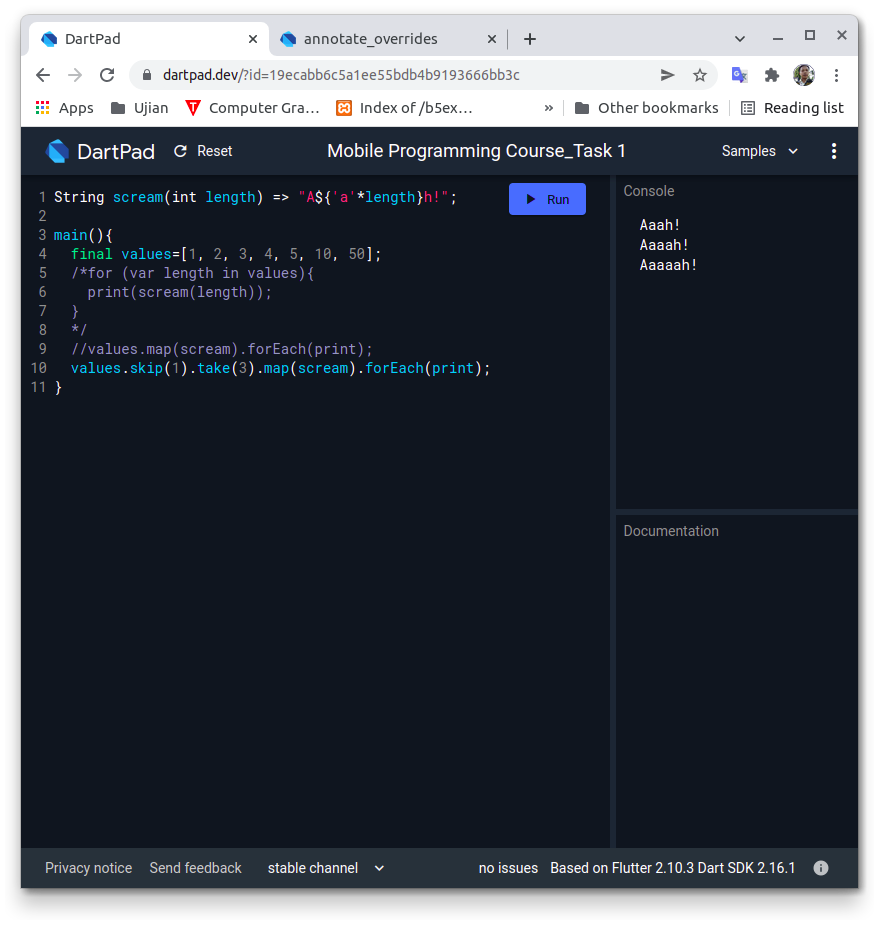 DartPad
annotate_overrides
dartpad.dev/?id=19ecabb6c5a1ee55bdb4b9193666bb3c
Apps Ujian Computer Gra... Index of /b5ex... » Other bookmarks Reading list
DartPad Reset Mobile Programming Course_Task 1 Samples
1 String scream(int length) => "A${'a'*length}h!";
2
3 main(){
4 final values=[1, 2, 3, 4, 5, 10, 50];
5 /*for (var length in values){
6 print(scream(length));
7 }
8 */
9 //values.map(scream).forEach(print);
10 values.skip(1).take(3).map(scream).forEach(print);
11 }
Run
Console
Aaah!
Aaaah!
Aaaaah!
Documentation
Privacy notice Send feedback stable channel no issues Based on Flutter 2.10.3 Dart SDK 2.16.1